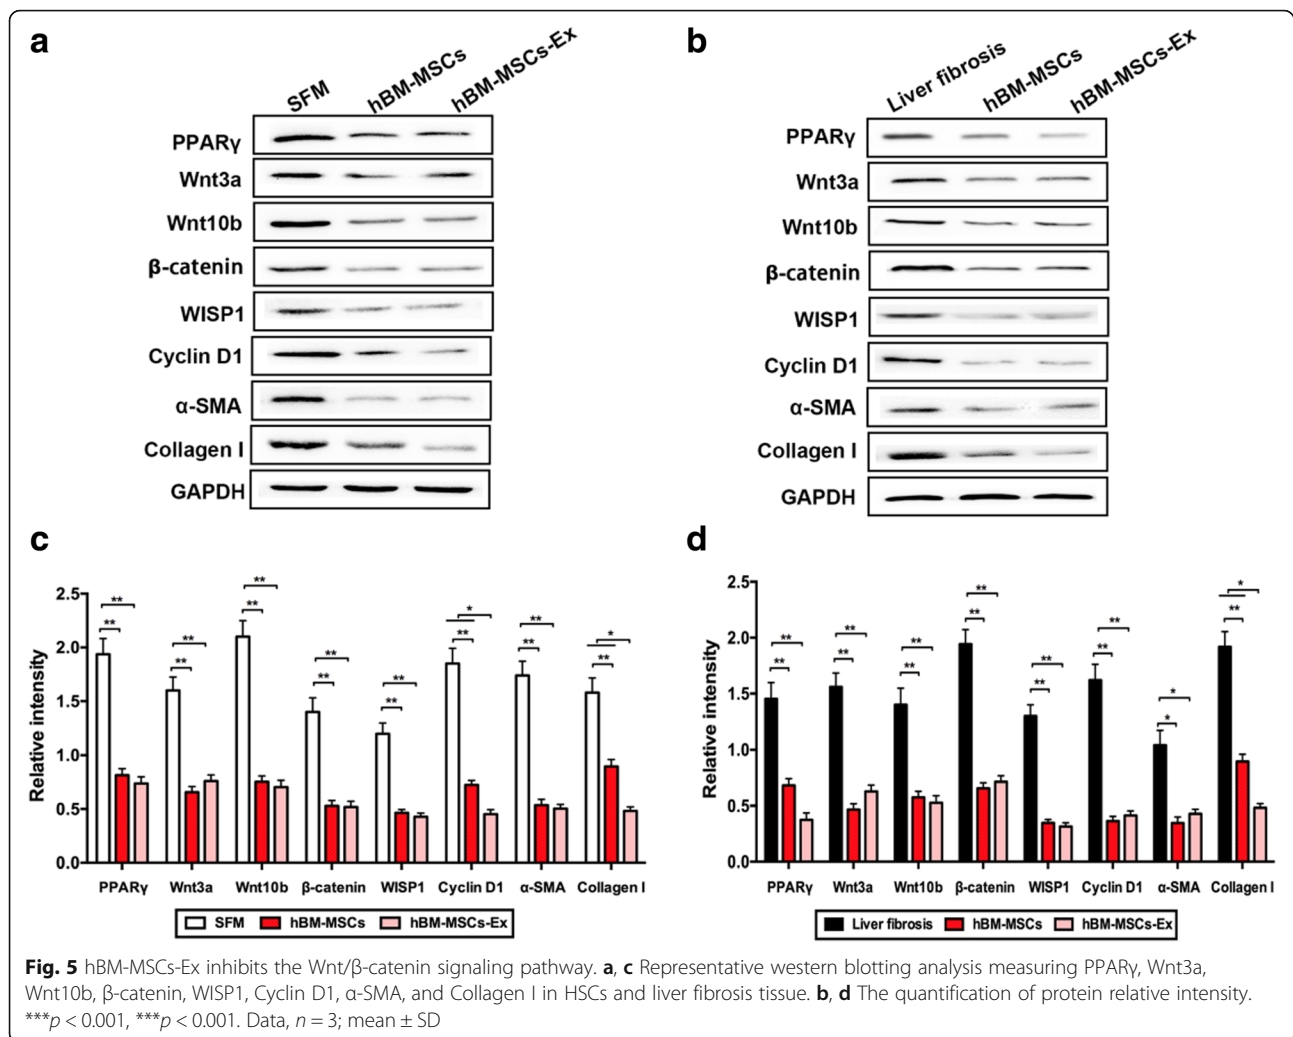 a
SFM
hBM-MSCs
hBM-MSCs-Ex
PPARγ
Wnt3a
Wnt10b
β-catenin
WISP1
Cyclin D1
α-SMA
Collagen I
GAPDH
b
Liver fibrosis
hBM-MSCs
hBM-MSCs-Ex
PPARγ
Wnt3a
Wnt10b
β-catenin
WISP1
Cyclin D1
α-SMA
Collagen I
GAPDH
c
Relative intensity
2.5
2.0
1.5
1.0
0.5
0.0
** ** ** ** ** ** * **
** ** ** ** ** ** ** *
**
PPARγ Wnt3a Wnt10b β-catenin WISP1 Cyclin D1 α-SMA Collagen I
SFM hBM-MSCs hBM-MSCs-Ex
d
Relative intensity
2.5
2.0
1.5
1.0
0.5
0.0
** ** ** ** ** ** * *
** ** ** ** ** ** * **
PPARγ Wnt3a Wnt10b β-catenin WISP1 Cyclin D1 α-SMA Collagen I
Liver fibrosis hBM-MSCs hBM-MSCs-Ex
Fig. 5 hBM-MSCs-Ex inhibits the Wnt/β-catenin signaling pathway. a, c Representative western blotting analysis measuring PPARγ, Wnt3a,
Wnt10b, β-catenin, WISP1, Cyclin D1, α-SMA, and Collagen I in HSCs and liver fibrosis tissue. b, d The quantification of protein relative intensity.
***p < 0.001, ***p < 0.001. Data, n = 3; mean ± SD